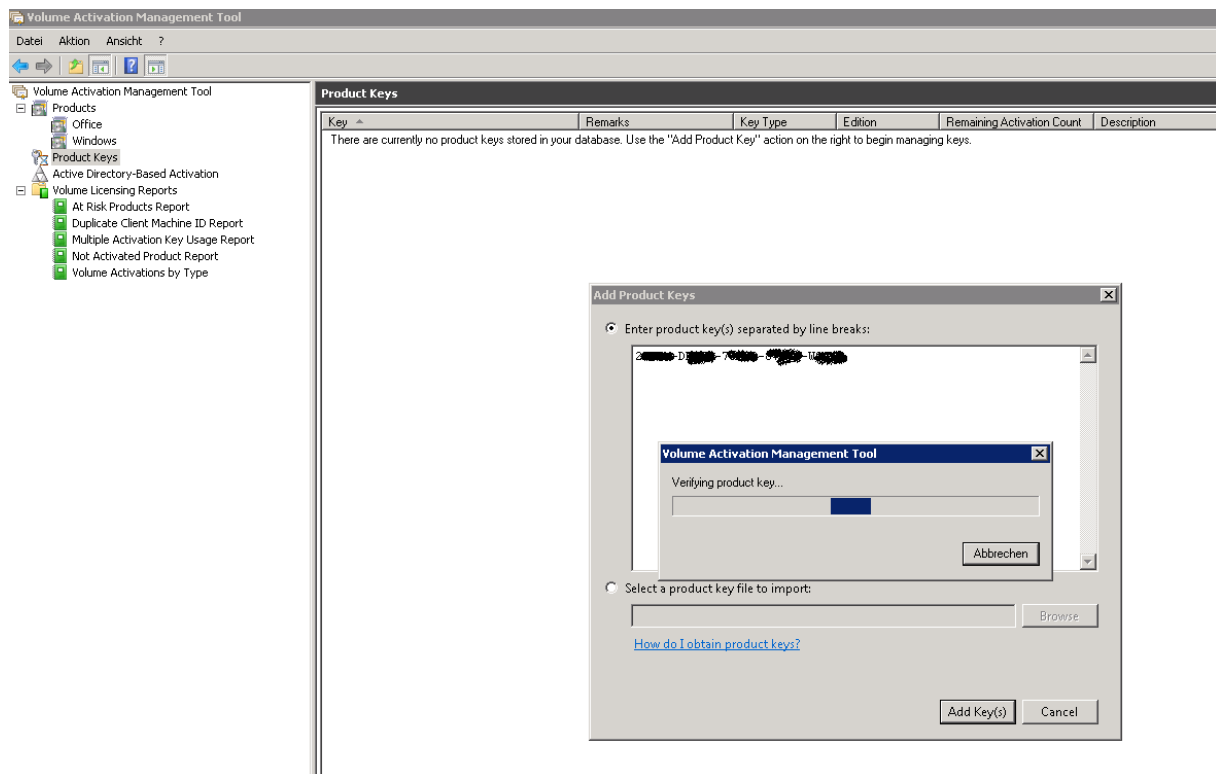 Volume Activation Management Tool
Datei Aktion Ansicht ?
Volume Activation Management Tool
Products
Office
Windows
Product Keys
Active Directory-Based Activation
Volume Licensing Reports
At Risk Products Report
Duplicate Client Machine ID Report
Multiple Activation Key Usage Report
Not Activated Product Report
Volume Activations by Type
Product Keys
Key Remarks Key Type Edition Remaining Activation Count Description
There are currently no product keys stored in your database. Use the "Add Product Key" action on the right to begin managing keys.
Add Product Keys
Enter product key(s) separated by line breaks:
Volume Activation Management Tool
Verifying product key...
Abbrechen
Select a product key file to import:
Browse
How do I obtain product keys?
Add Key(s) Cancel